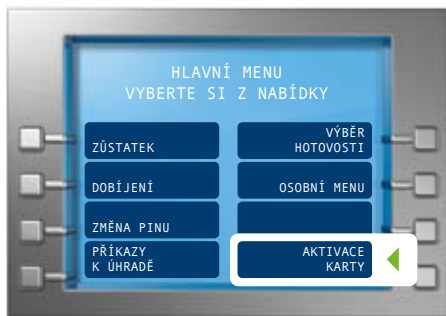 HLAVNÍ MENU
VYBERTE SI Z NABÍDKY
ZŮSTATEK
VÝBĚR
HOTOVOSTI
DOBÍJENÍ
OSOBNÍ MENU
ZMĚNA PINU
PŘÍKAZY
K ÚHRADĚ
AKTIVACE
KARTY